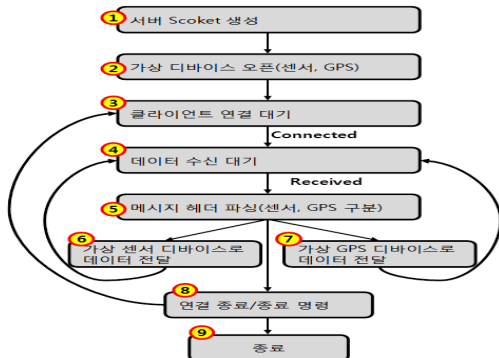 1 서버 Scoket 생성
2 가상 디바이스 오픈(센서, GPS)
3 클라이언트 연결 대기
Connected
4 데이터 수신 대기
Received
5 메시지 헤더 파싱(센서, GPS 구분)
6 가상 센서 디바이스로
데이터 전달
7 가상 GPS 디바이스로
데이터 전달
8 연결 종료/종료 명령
9 종료